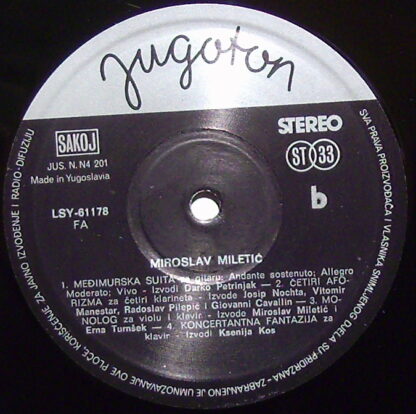 jugoton
SAKOJ
JUS. N. N4 201
Made in Yugoslavia
LSY-61178
FA
STEREO
ST 33
b
MIROSLAV MILETIĆ
1. MEĐIMURSKA SUITA za gitaru: Andante sostenuto; Allegro
Moderato; Vivo - Izvodi Darko Petrinjak - 2. ČETIRI AFO-
RIZMA za četiri klarineta - Izvode Josip Nochta, Vitomir
Manestar, Radoslav Pilepić i Giovanni Cavallin - 3. MO-
NOLOG za violu i klavir - Izvode Miroslav Miletić i
Erna Tumšek - 4. KONCERTANTNA FANTAZIJA za
klavir - Izvodi Ksenija Kos
SVA PRAVA PROIZVOĐAČA I VLASNIKA SNIMLJENOG DJELA SU PRIDRŽANA - ZABRANJENO JE UMNOŽAVANJE OVE PLOČE, KORIŠĆENJE ZA JAVNO IZVOĐENJE I RADIO-DIFUZIJU